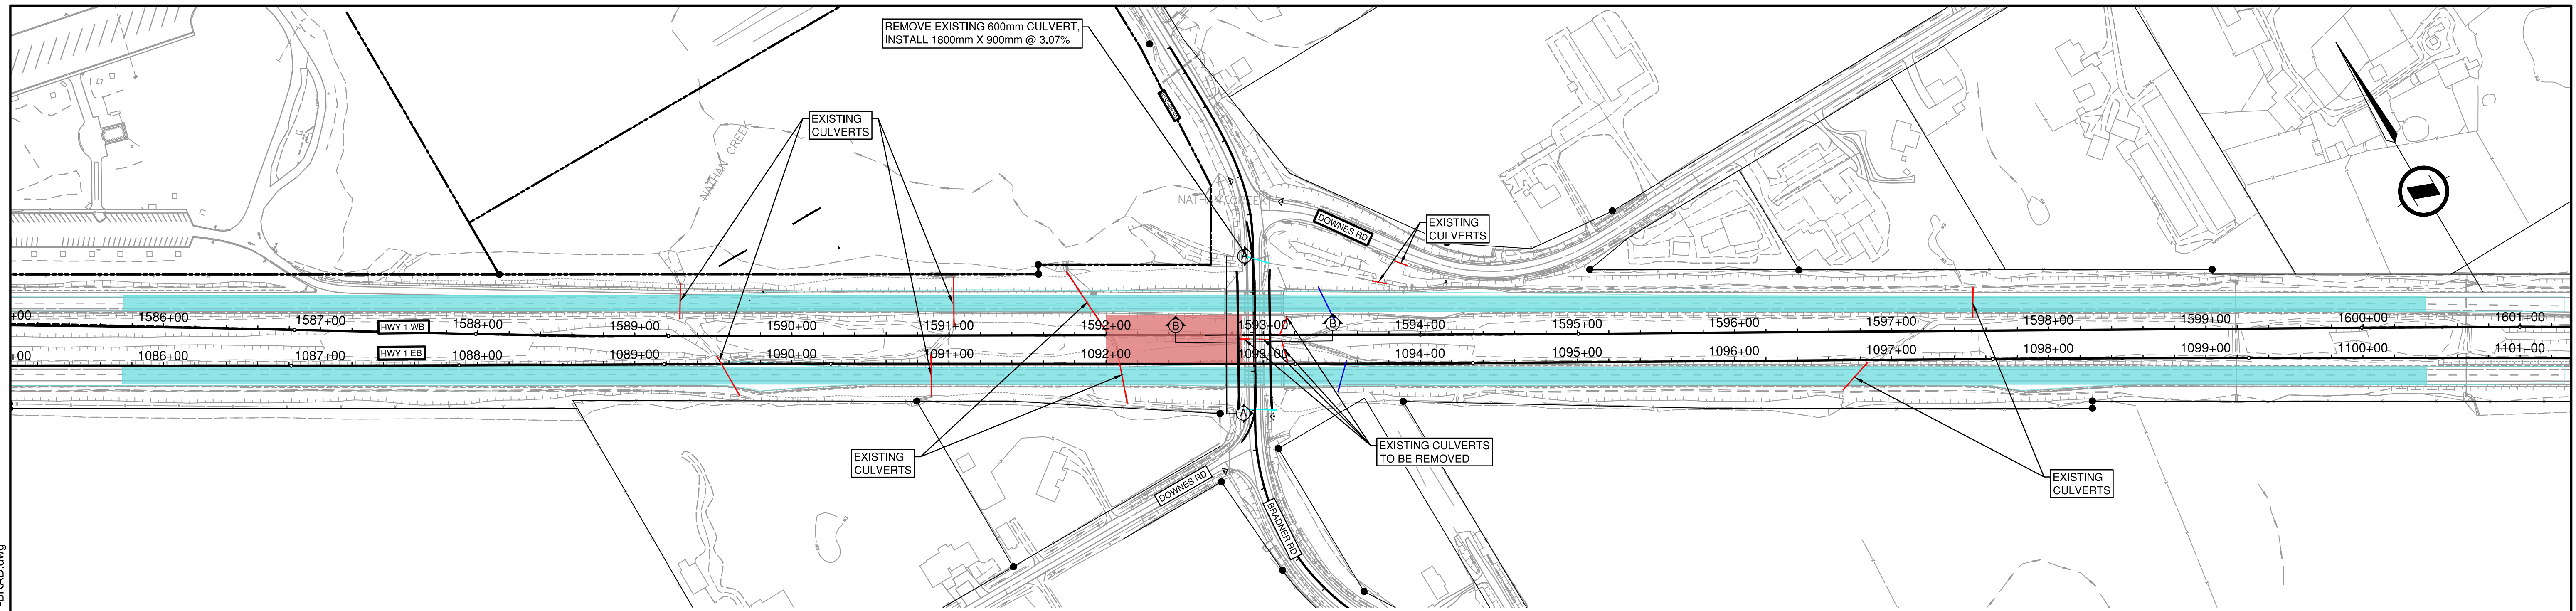 REMOVE EXISTING 600mm CULVERT,
INSTALL 1800mm X 900mm @ 3.07%
EXISTING
CULVERTS
NATHAN CREEK
NATHAN CREEK
DOWNES RD
EXISTING
CULVERTS
A
+00
1586+00
1587+00
HWY 1 WB
1588+00
1589+00
1590+00
1591+00
1592+00
B
1593+00
B
1594+00
1595+00
1596+00
1597+00
1598+00
1599+00
1600+00
1601+00
+00
1086+00
1087+00
HWY 1 EB
1088+00
1089+00
1090+00
1091+00
1092+00
1093+00
1094+00
1095+00
1096+00
1097+00
1098+00
1099+00
1100+00
1101+00
A
EXISTING
CULVERTS
EXISTING CULVERTS
TO BE REMOVED
DOWNES RD
BRADNER RD
EXISTING
CULVERTS
-BRAD.dwg